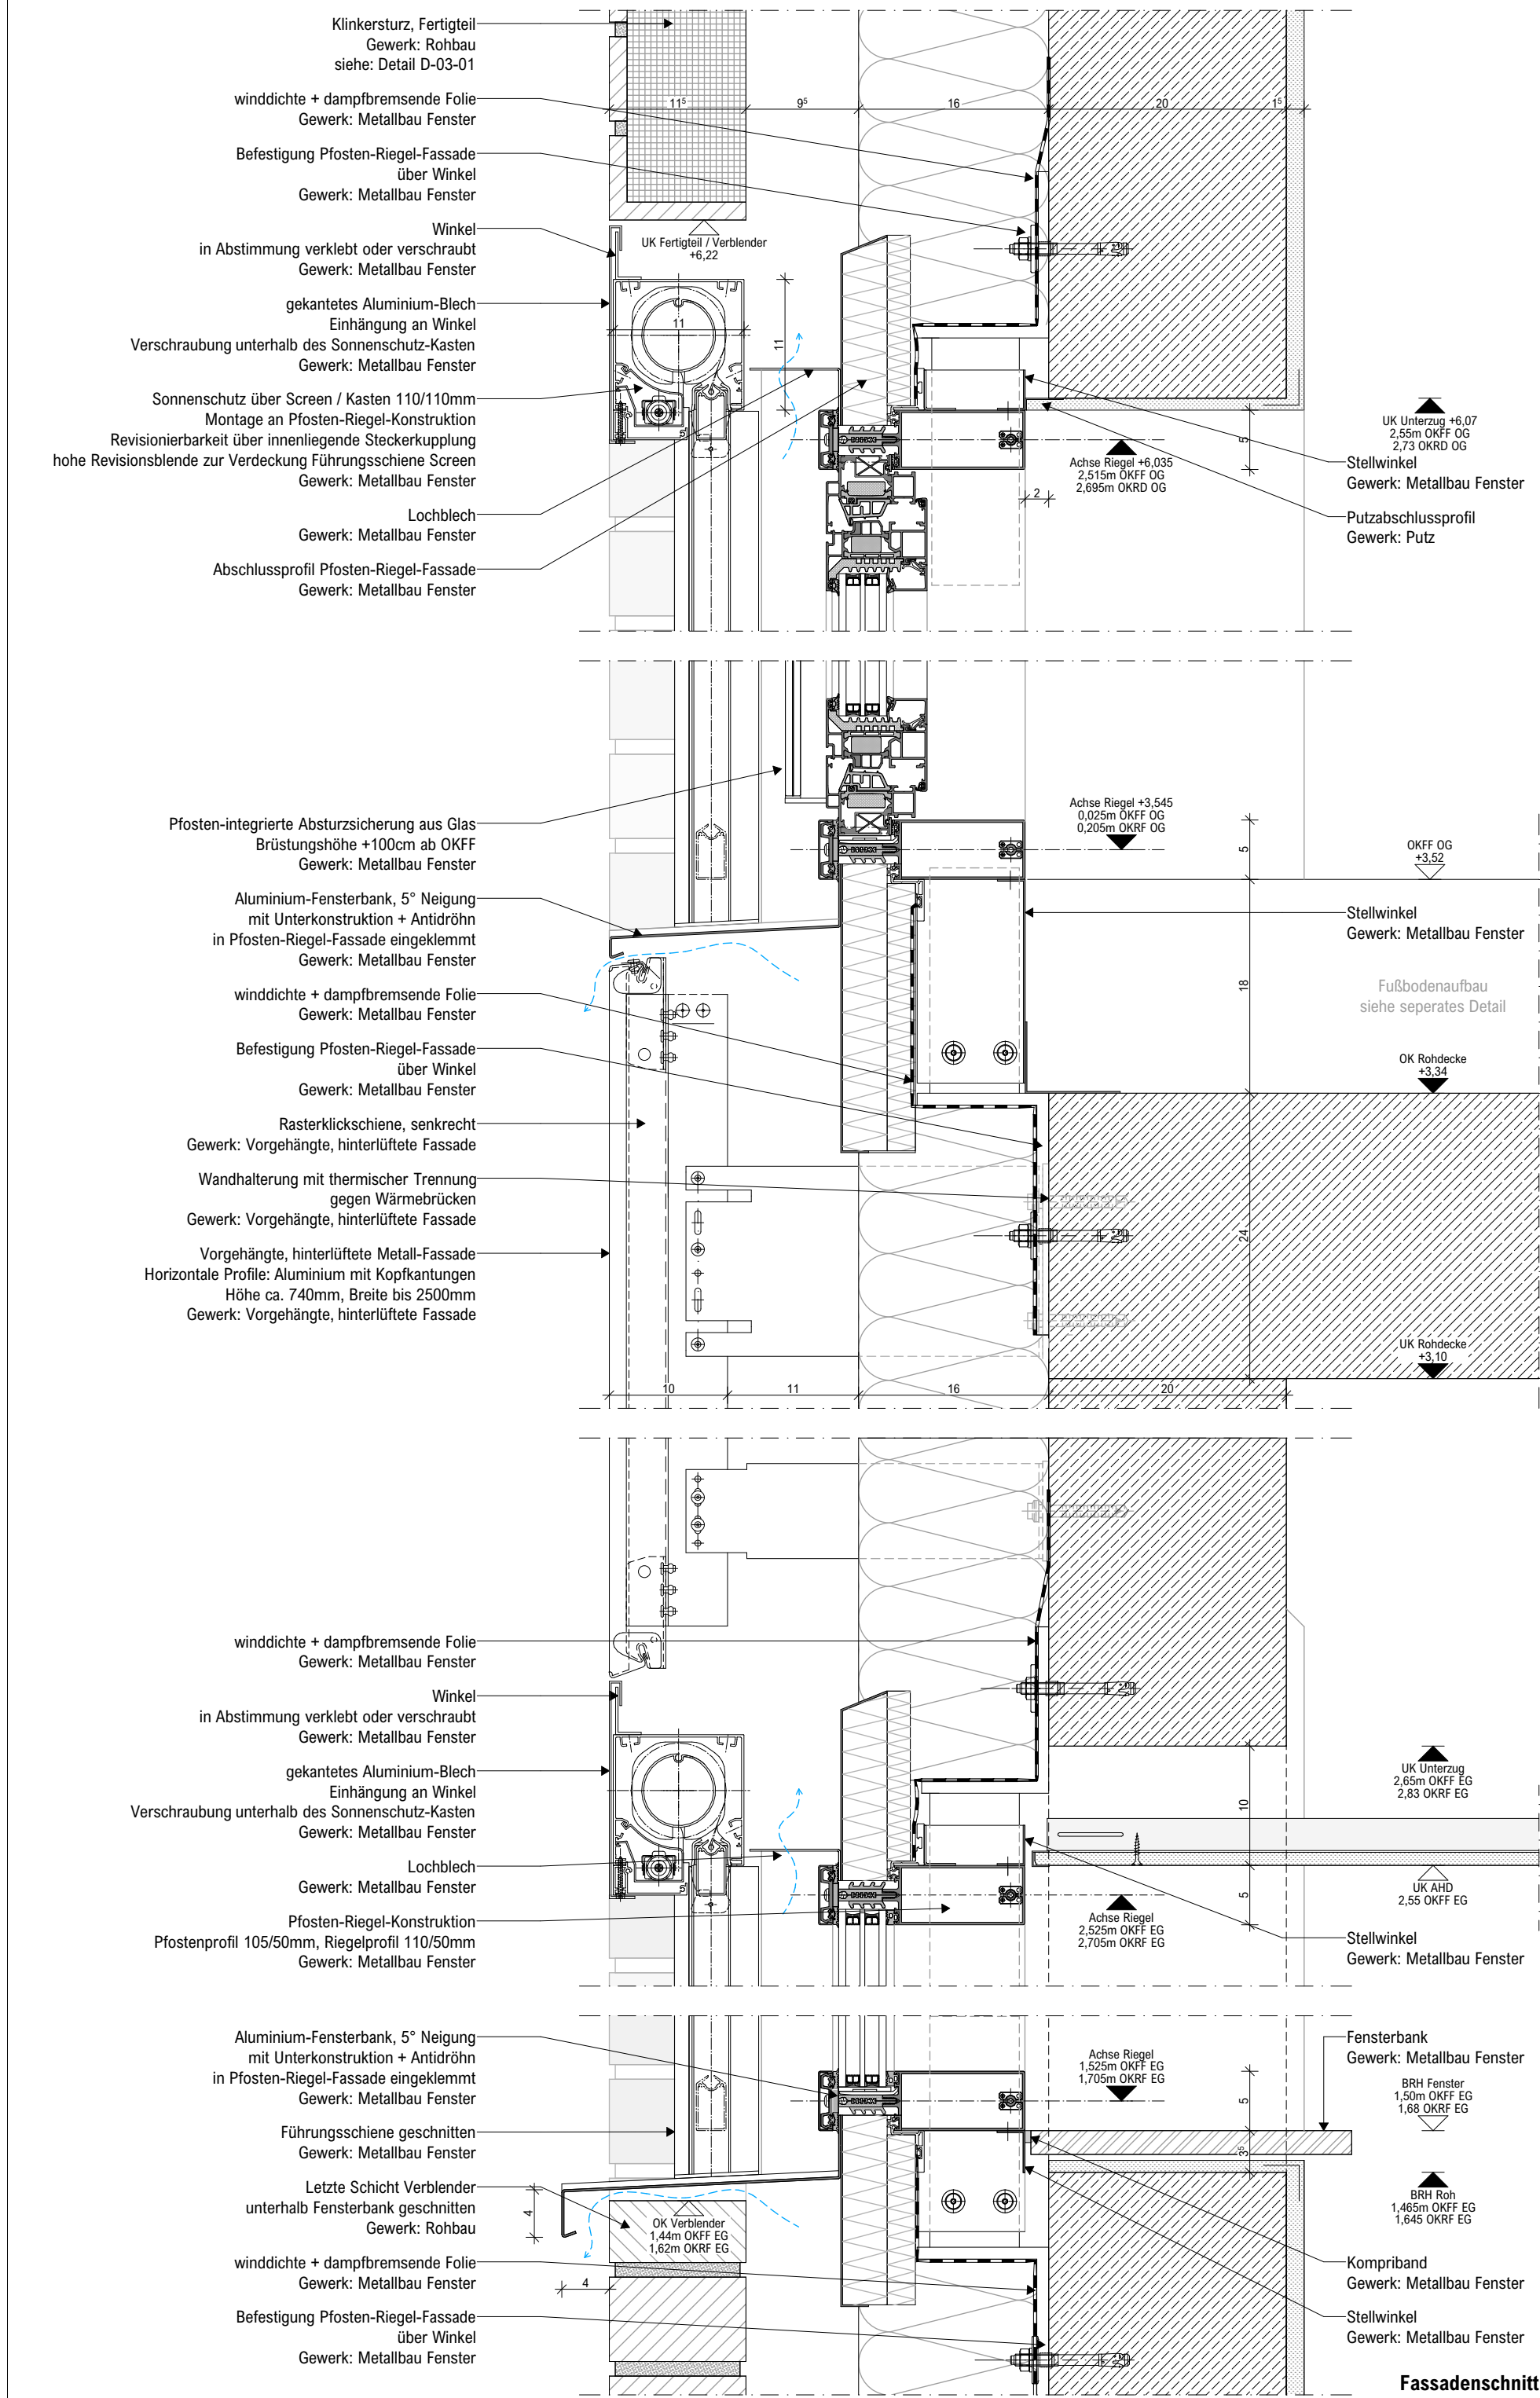 Klinkersturz, Fertigteil
Gewerk: Rohbau
siehe: Detail D-03-01
winddichte + dampfbremsende Folie
Gewerk: Metallbau Fenster
11⁵
9⁵
16
20
1⁵
Befestigung Pfosten-Riegel-Fassade
über Winkel
Gewerk: Metallbau Fenster
Winkel
in Abstimmung verklebt oder verschraubt
Gewerk: Metallbau Fenster
UK Fertigteil / Verblender
+6,22
gekantetes Aluminium-Blech
Einhängung an Winkel
Verschraubung unterhalb des Sonnenschutz-Kasten
Gewerk: Metallbau Fenster
11
11
Sonnenschutz über Screen / Kasten 110/110mm
Montage an Pfosten-Riegel-Konstruktion
Revisionierbarkeit über innenliegende Steckerkupplung
hohe Revisionsblende zur Verdeckung Führungsschiene Screen
Gewerk: Metallbau Fenster
UK Unterzug +6,07
2,55m OKFF OG
2,73 OKRD OG
5
Achse Riegel +6,035
2,515m OKFF OG
2,695m OKRD OG
2
Stellwinkel
Gewerk: Metallbau Fenster
Lochblech
Gewerk: Metallbau Fenster
Putzabschlussprofil
Gewerk: Putz
Abschlussprofil Pfosten-Riegel-Fassade
Gewerk: Metallbau Fenster
Pfosten-integrierte Absturzsicherung aus Glas
Brüstungshöhe +100cm ab OKFF
Gewerk: Metallbau Fenster
Achse Riegel +3,545
0,025m OKFF OG
0,205m OKRF OG
5
OKFF OG
+3,52
Aluminium-Fensterbank, 5° Neigung
mit Unterkonstruktion + Antidröhn
in Pfosten-Riegel-Fassade eingeklemmt
Gewerk: Metallbau Fenster
Stellwinkel
Gewerk: Metallbau Fenster
winddichte + dampfbremsende Folie
Gewerk: Metallbau Fenster
18
Fußbodenaufbau
siehe seperates Detail
Befestigung Pfosten-Riegel-Fassade
über Winkel
Gewerk: Metallbau Fenster
OK Rohdecke
+3,34
Rasterklickschiene, senkrecht
Gewerk: Vorgehängte, hinterlüftete Fassade
Wandhalterung mit thermischer Trennung
gegen Wärmebrücken
Gewerk: Vorgehängte, hinterlüftete Fassade
24
Vorgehängte, hinterlüftete Metall-Fassade
Horizontale Profile: Aluminium mit Kopfkantungen
Höhe ca. 740mm, Breite bis 2500mm
Gewerk: Vorgehängte, hinterlüftete Fassade
UK Rohdecke
+3,10
10
11
16
20
winddichte + dampfbremsende Folie
Gewerk: Metallbau Fenster
Winkel
in Abstimmung verklebt oder verschraubt
Gewerk: Metallbau Fenster
gekantetes Aluminium-Blech
Einhängung an Winkel
Verschraubung unterhalb des Sonnenschutz-Kasten
Gewerk: Metallbau Fenster
UK Unterzug
2,65m OKFF EG
2,83 OKRF EG
10
Lochblech
Gewerk: Metallbau Fenster
UK AHD
2,55 OKFF EG
5
Pfosten-Riegel-Konstruktion
Pfostenprofil 105/50mm, Riegelprofil 110/50mm
Gewerk: Metallbau Fenster
Achse Riegel
2,525m OKFF EG
2,705m OKRF EG
Stellwinkel
Gewerk: Metallbau Fenster
Aluminium-Fensterbank, 5° Neigung
mit Unterkonstruktion + Antidröhn
in Pfosten-Riegel-Fassade eingeklemmt
Gewerk: Metallbau Fenster
Achse Riegel
1,525m OKFF EG
1,705m OKRF EG
Fensterbank
Gewerk: Metallbau Fenster
BRH Fenster
1,50m OKFF EG
1,68 OKRF EG
5
Führungsschiene geschnitten
Gewerk: Metallbau Fenster
3⁵
Letzte Schicht Verblender
unterhalb Fensterbank geschnitten
Gewerk: Rohbau
4
OK Verblender
1,44m OKFF EG
1,62m OKRF EG
BRH Roh
1,465m OKFF EG
1,645 OKRF EG
winddichte + dampfbremsende Folie
Gewerk: Metallbau Fenster
4
Kompriband
Gewerk: Metallbau Fenster
Befestigung Pfosten-Riegel-Fassade
über Winkel
Gewerk: Metallbau Fenster
Stellwinkel
Gewerk: Metallbau Fenster
Fassadenschnitt